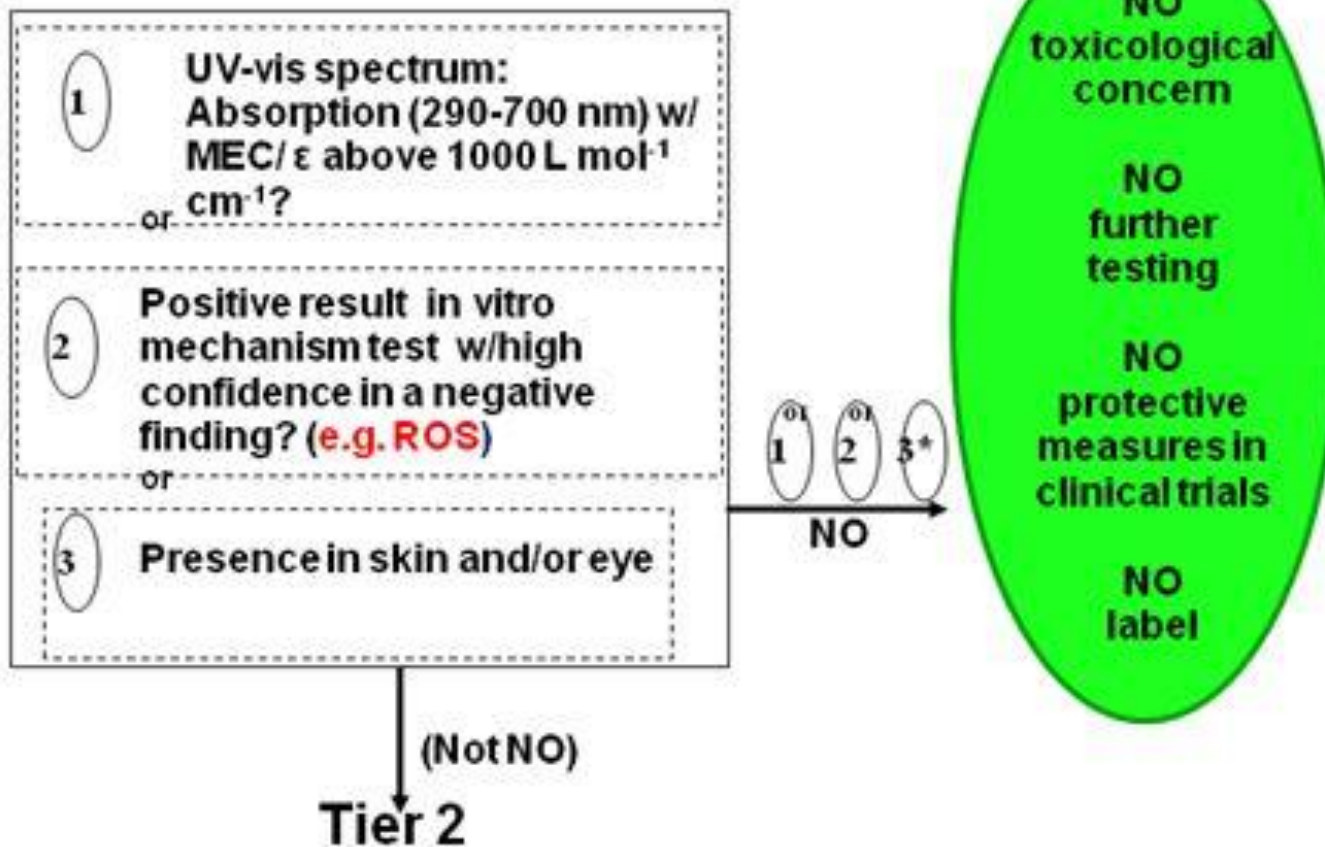 1
UV-vis spectrum:
Absorption (290-700 nm) w/
MEC/ ε above 1000 L mol-1
cm-1?
or
2
Positive result in vitro
mechanism test w/high
confidence in a negative
finding? (e.g. ROS)
or
3
Presence in skin and/or eye
(Not NO)
Tier 2
1 or 2 or 3*
NO
NO
toxicological
concern
NO
further
testing
NO
protective
measures in
clinical trials
NO
label